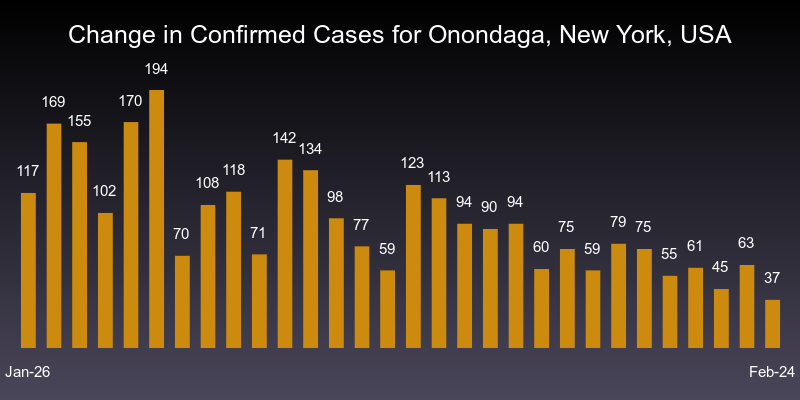 Change in Confirmed Cases for Onondaga, New York, USA
117 169 155 102 170 194 70 108 118 71 142 134 98 77 59 123 113 94 90 94 60 75 59 79 75 55 61 45 63 37
Jan-26 Feb-24